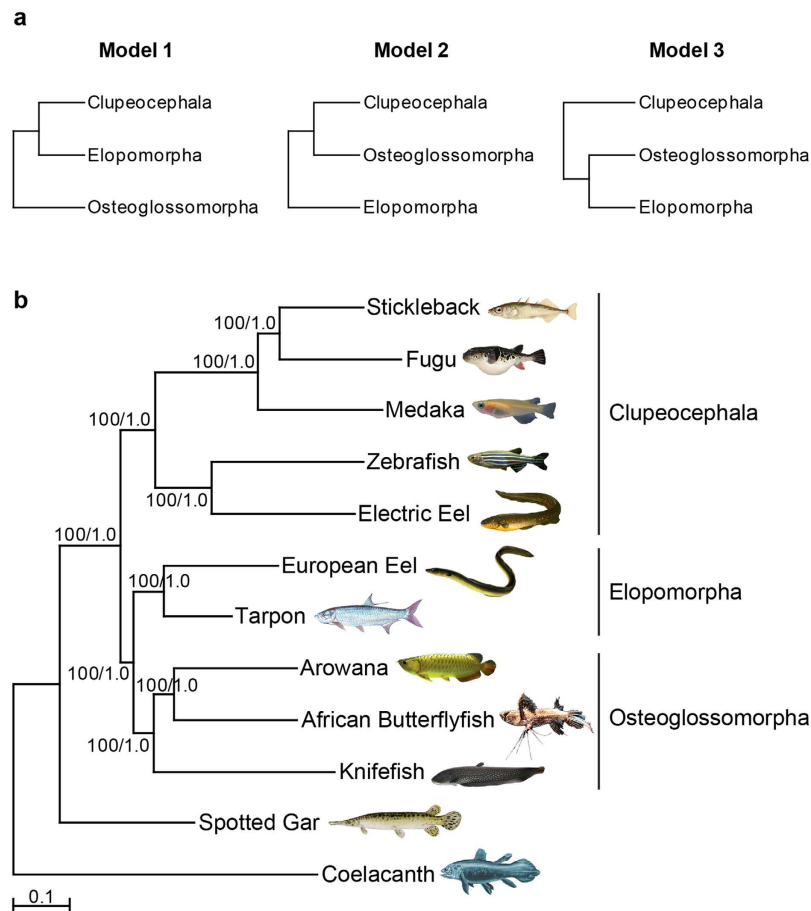 a
Model 1
Model 2
Model 3
Clupeocephala
Elopomorpha
Osteoglossomorpha
Clupeocephala
Osteoglossomorpha
Elopomorpha
Clupeocephala
Osteoglossomorpha
Elopomorpha
b
Stickleback
100/1.0
Fugu
100/1.0
Medaka
100/1.0
Zebrafish
100/1.0
Electric Eel
Clupeocephala
100/1.0
European Eel
100/1.0
Tarpon
Elopomorpha
100/1.0
Arowana
100/1.0
African Butterflyfish
100/1.0
Knifefish
Osteoglossomorpha
Spotted Gar
Coelacanth
0.1